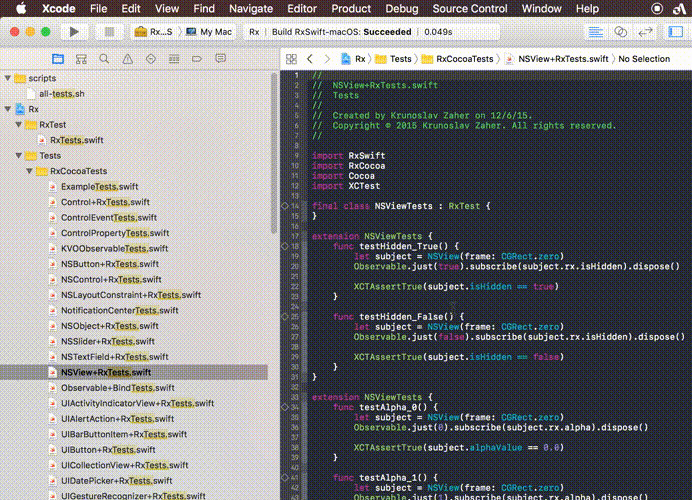 Xcode File Edit View Find Navigate Editor Product Debug Source Control Window Help
Rx...S My Mac Rx Build RxSwift-macOS: Succeeded 0.049s
Rx Tests RxCocoaTests NSView+RxTests.swift No Selection
scripts
all-tests.sh
Rx
RxTest
RxTests.swift
Tests
RxCocoaTests
ExampleTests.swift
Control+RxTests.swift
ControlEventTests.swift
ControlPropertyTests.swift
KVOObservableTests.swift
NSButton+RxTests.swift
NSControl+RxTests.swift
NSLayoutConstraint+RxTests.swift
NotificationCenterTests.swift
NSObject+RxTests.swift
NSSlider+RxTests.swift
NSTextField+RxTests.swift
NSView+RxTests.swift
Observable+BindTests.swift
UIActivityIndicatorView+RxTests.swift
UIAlertAction+RxTests.swift
UIBarButtonItem+RxTests.swift
UIButton+RxTests.swift
UICollectionView+RxTests.swift
UIDatePicker+RxTests.swift
UIGestureRecognizer+RxTests.swift
1 //
2 //  NSView+RxTests.swift
3 //  Tests
4 //
5 //  Created by Krunoslav Zaher on 12/6/15.
6 //  Copyright © 2015 Krunoslav Zaher. All rights reserved.
7 //
8
9 import RxSwift
10 import RxCocoa
11 import Cocoa
12 import XCTest
13
14 final class NSViewTests : RxTest {
15 }
16
17 extension NSViewTests {
18 func testHidden_True() {
19 let subject = NSView(frame: CGRect.zero)
20 Observable.just(true).subscribe(subject.rx.isHidden).dispose()
21
22 XCTAssertTrue(subject.isHidden == true)
23 }
24
25 func testHidden_False() {
26 let subject = NSView(frame: CGRect.zero)
27 Observable.just(false).subscribe(subject.rx.isHidden).dispose()
28
29 XCTAssertTrue(subject.isHidden == false)
30 }
31 }
32
33 extension NSViewTests {
34 func testAlpha_0() {
35 let subject = NSView(frame: CGRect.zero)
36 Observable.just(0).subscribe(subject.rx.alpha).dispose()
37
38 XCTAssertTrue(subject.alphaValue == 0.0)
39 }
40
41 func testAlpha_1() {
42 let subject = NSView(frame: CGRect.zero)
43 Observable.just(1).subscribe(subject.rx.alpha).dispose()